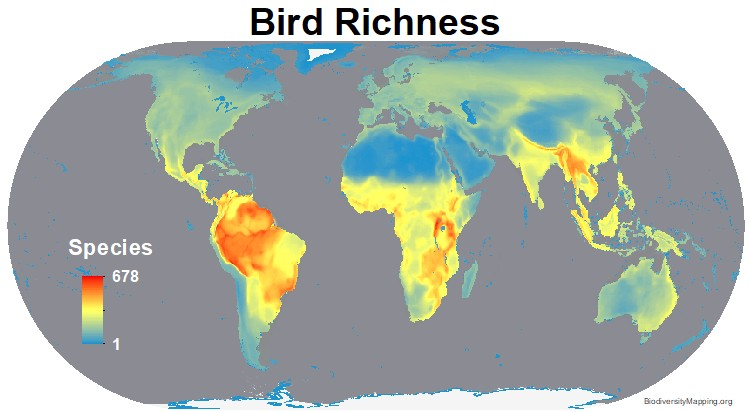 Bird Richness
Species
678
1
BiodiversityMapping.org